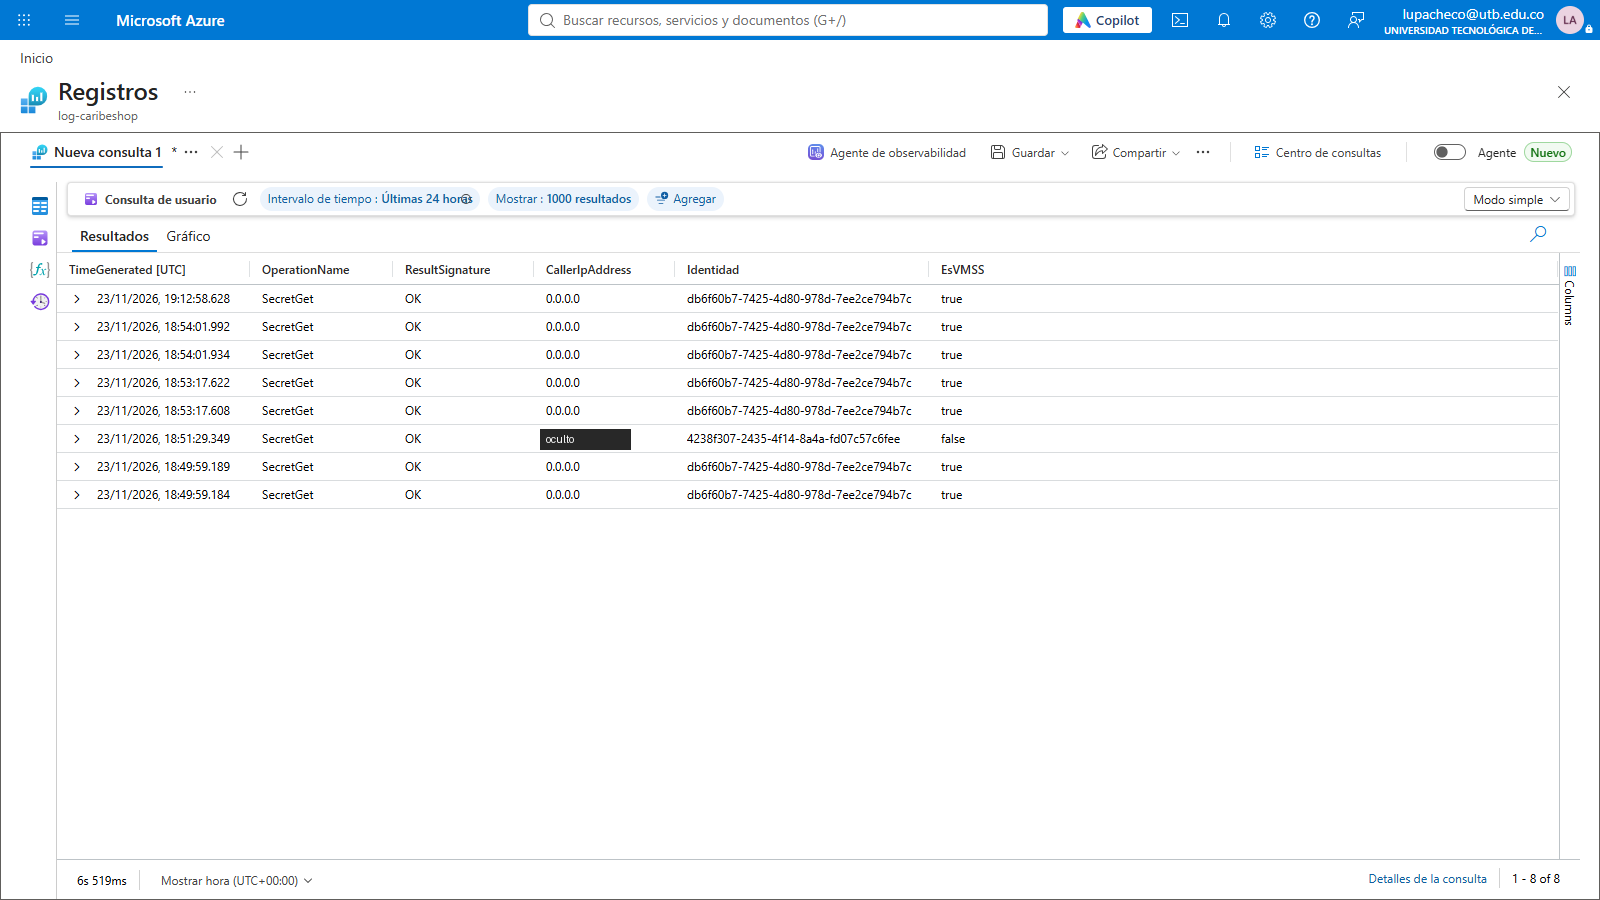 Microsoft Azure
Buscar recursos, servicios y documentos (G+/)
Copilot
lupacheco@utb.edu.co
UNIVERSIDAD TECNOLÓGICA DE...
LA
Inicio
Registros ...
log-caribeshop
Nueva consulta 1 * ...
Agente de observabilidad
Guardar
Compartir
...
Centro de consultas
Agente
Nuevo
Consulta de usuario
Intervalo de tiempo : Últimas 24 horas
Mostrar : 1000 resultados
Agregar
Modo simple
Resultados
Gráfico
TimeGenerated [UTC] OperationName ResultSignature CallerIpAddress Identidad EsVMSS
23/11/2026, 19:12:58.628 SecretGet OK 0.0.0.0 db6f60b7-7425-4d80-978d-7ee2ce794b7c true
23/11/2026, 18:54:01.992 SecretGet OK 0.0.0.0 db6f60b7-7425-4d80-978d-7ee2ce794b7c true
23/11/2026, 18:54:01.934 SecretGet OK 0.0.0.0 db6f60b7-7425-4d80-978d-7ee2ce794b7c true
23/11/2026, 18:53:17.622 SecretGet OK 0.0.0.0 db6f60b7-7425-4d80-978d-7ee2ce794b7c true
23/11/2026, 18:53:17.608 SecretGet OK 0.0.0.0 db6f60b7-7425-4d80-978d-7ee2ce794b7c true
23/11/2026, 18:51:29.349 SecretGet OK oculto 4238f307-2435-4f14-8a4a-fd07c57c6fee false
23/11/2026, 18:49:59.189 SecretGet OK 0.0.0.0 db6f60b7-7425-4d80-978d-7ee2ce794b7c true
23/11/2026, 18:49:59.184 SecretGet OK 0.0.0.0 db6f60b7-7425-4d80-978d-7ee2ce794b7c true
Columns
6s 519ms
Mostrar hora (UTC+00:00)
Detalles de la consulta
1 - 8 of 8